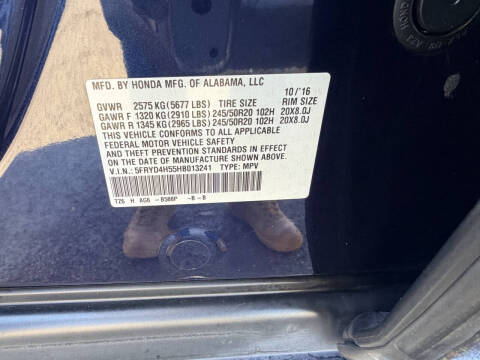 MFD. BY HONDA MFG. OF ALABAMA, LLC 10/'16
GVWR 2575 KG (5677 LBS) TIRE SIZE RIM SIZE
GAWR F 1320 KG (2910 LBS) 245/50R20 102H 20X8.0J
GAWR R 1345 KG (2965 LBS) 245/50R20 102H 20X8.0J
THIS VEHICLE CONFORMS TO ALL APPLICABLE
FEDERAL MOTOR VEHICLE SAFETY
AND THEFT PREVENTION STANDARDS IN EFFECT
ON THE DATE OF MANUFACTURE SHOWN ABOVE.
V.I.N.: 5FRYD4H55HB013241 TYPE: MPV
TZ6 H AG6 -B588P -B-B